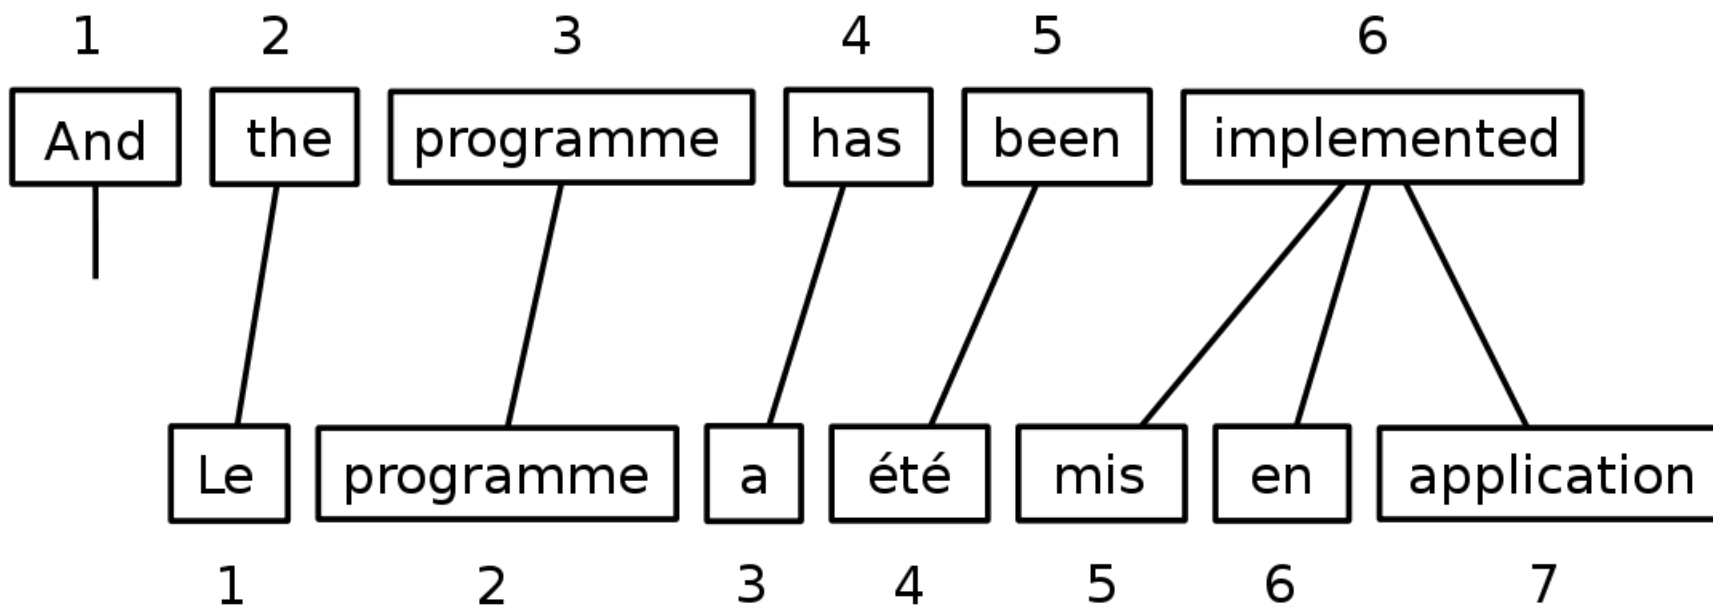 1 2 3 4 5 6
And the programme has been implemented
Le programme a été mis en application
1 2 3 4 5 6 7